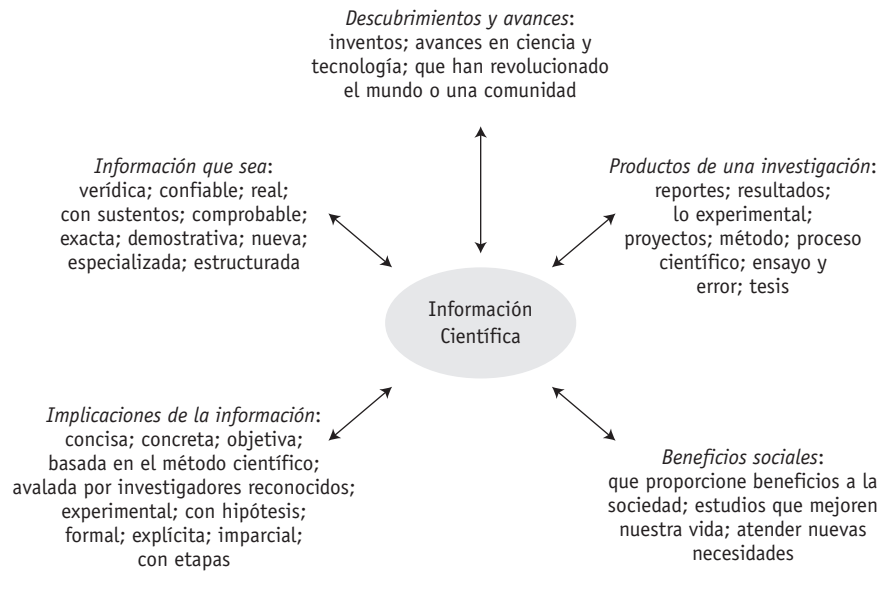 Descubrimientos y avances:
inventos; avances en ciencia y
tecnología; que han revolucionado
el mundo o una comunidad
Información que sea:
verídica; confiable; real;
con sustentos; comprobable;
exacta; demostrativa; nueva;
especializada; estructurada
Productos de una investigación:
reportes; resultados;
lo experimental;
proyectos; método; proceso
científico; ensayo y
error; tesis
Información
Científica
Implicaciones de la información:
concisa; concreta; objetiva;
basada en el método científico;
avalada por investigadores reconocidos;
experimental; con hipótesis;
formal; explícita; imparcial;
con etapas
Beneficios sociales:
que proporcione beneficios a la
sociedad; estudios que mejoren
nuestra vida; atender nuevas
necesidades